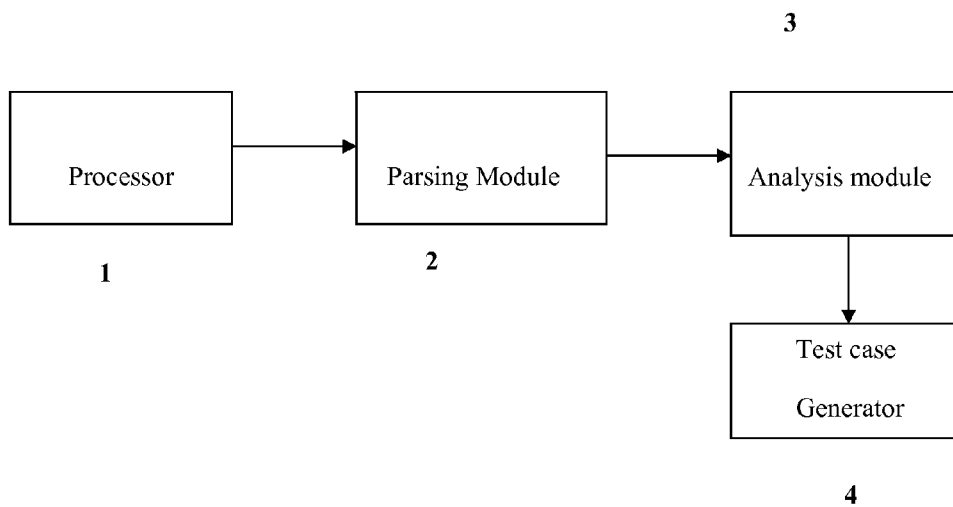 3
Processor
Parsing Module
Analysis module
1
2
Test case
Generator
4